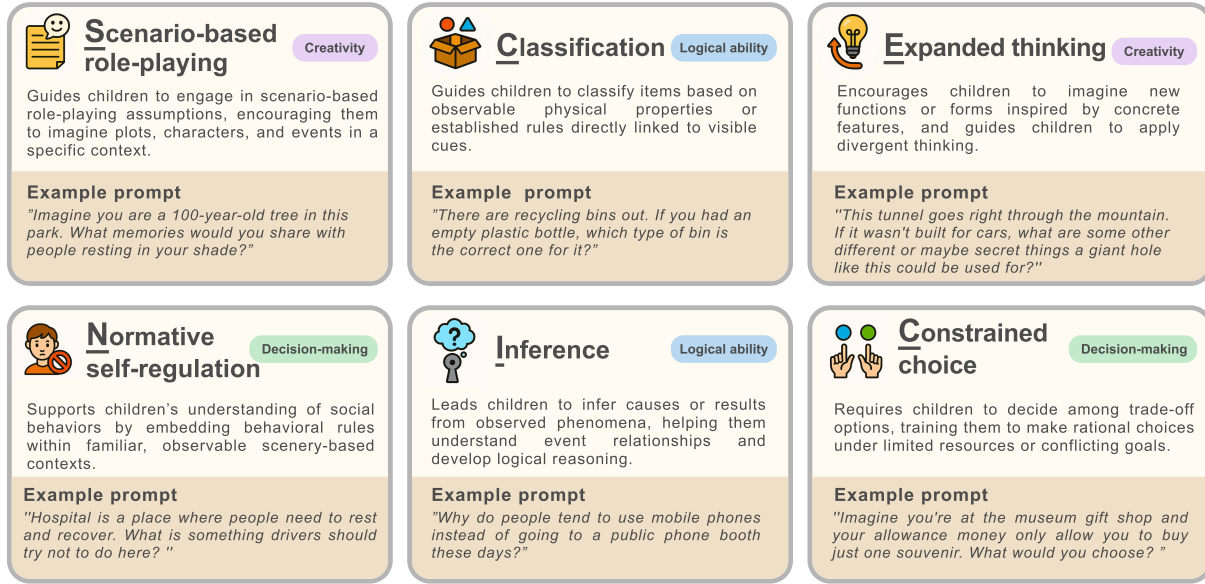 Scenario-based
role-playing
Creativity
Guides children to engage in scenario-based
role-playing assumptions, encouraging them
to imagine plots, characters, and events in a
specific context.
Example prompt
"Imagine you are a 100-year-old tree in this
park. What memories would you share with
people resting in your shade?"
Classification
Logical ability
Guides children to classify items based on
observable physical properties or
established rules directly linked to visible
cues.
Example prompt
"There are recycling bins out. If you had an
empty plastic bottle, which type of bin is
the correct one for it?"
Expanded thinking
Creativity
Encourages children to imagine new
functions or forms inspired by concrete
features, and guides children to apply
divergent thinking.
Example prompt
''This tunnel goes right through the mountain.
If it wasn't built for cars, what are some other
different or maybe secret things a giant hole
like this could be used for?''
Normative
self-regulation
Decision-making
Supports children's understanding of social
behaviors by embedding behavioral rules
within familiar, observable scenery-based
contexts.
Example prompt
''Hospital is a place where people need to rest
and recover. What is something drivers should
try not to do here? ''
?
Inference
Logical ability
Leads children to infer causes or results
from observed phenomena, helping them
understand event relationships and
develop logical reasoning.
Example prompt
"Why do people tend to use mobile phones
instead of going to a public phone booth
these days?"
Constrained
choice
Decision-making
Requires children to decide among trade-off
options, training them to make rational choices
under limited resources or conflicting goals.
Example prompt
''Imagine you're at the museum gift shop and
your allowance money only allow you to buy
just one souvenir. What would you choose? "